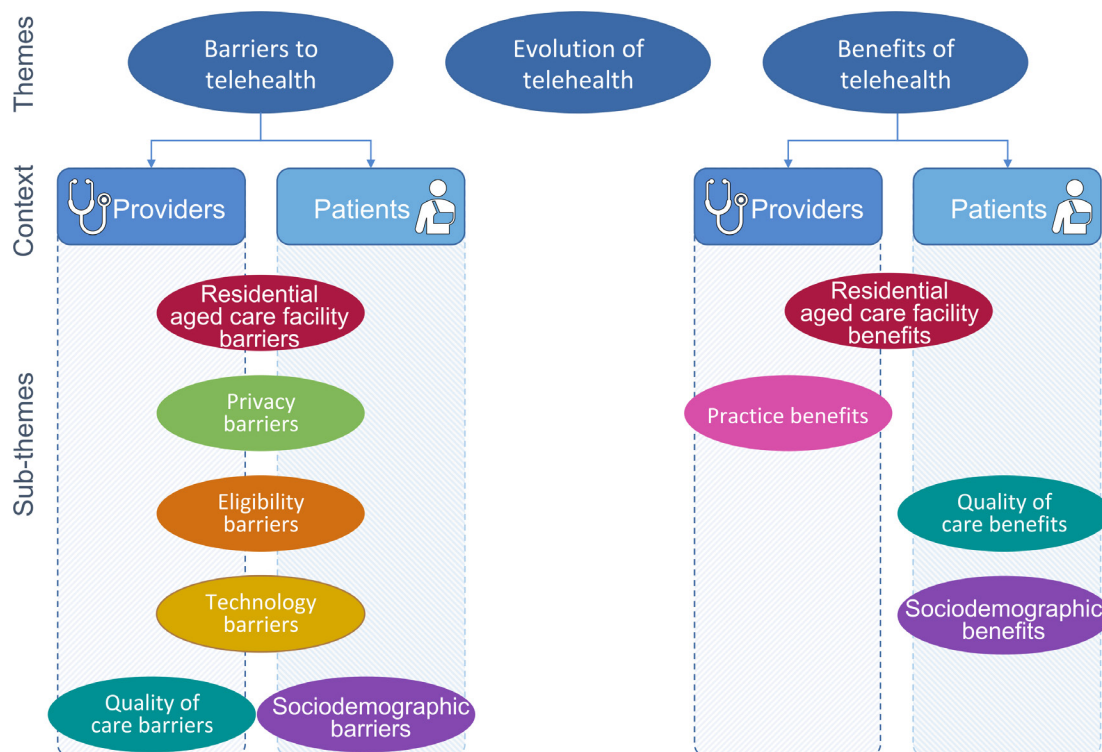 Themes
Barriers to
telehealth
Evolution of
telehealth
Benefits of
telehealth
Context
Providers
Patients
Providers
Patients
Sub-themes
Residential
aged care facility
barriers
Residential
aged care facility
benefits
Privacy
barriers
Practice benefits
Eligibility
barriers
Quality of
care benefits
Technology
barriers
Sociodemographic
benefits
Quality of
care barriers
Sociodemographic
barriers